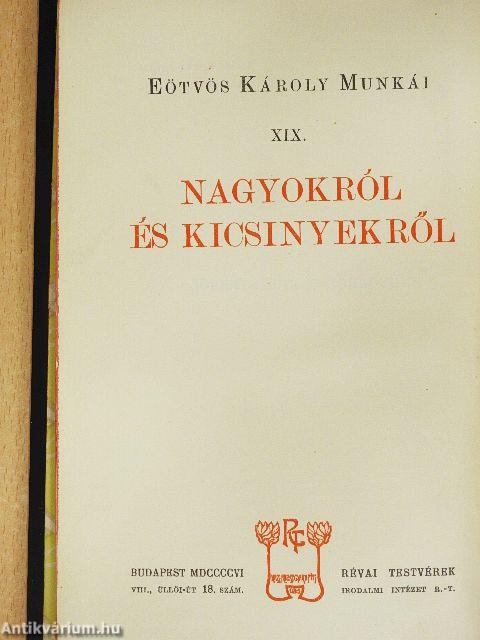 EÖTVÖS KÁROLY MUNKÁI
XIX.
NAGYOKRÓL
ÉS KICSINYEKRŐL
BUDAPEST MDCCCCVI
VIII., ÜLLŐI-ÚT 18. SZÁM.
RÉVAI TESTVÉREK
IRODALMI INTÉZET R.-T.
Antikvárium.hu